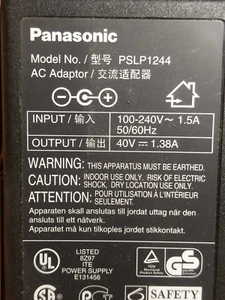 Panasonic
Model No. / 型号 PSLP1244
AC Adaptor / 交流适配器
INPUT / 输入 100-240V～ 1.5A
50/60Hz
OUTPUT / 输出 40V ⎓ 1.38A
WARNING: THIS APPARATUS MUST BE EARTHED.
CAUTION: INDOOR USE ONLY. RISK OF ELECTRIC
SHOCK, DRY LOCATION USE ONLY.
ATTENTION: POUR UTILISATION À L'INTÉRIEUR
SEULEMENT.
Apparaten skall anslutas till jordat uttag när den
ansluts till ett nätverk.
Apparatet må kun tilkoples jordet stikkontakt.
UL
LISTED
8Z97
ITE
POWER SUPPLY
E131456
TÜV
GS
SA
SAFETY